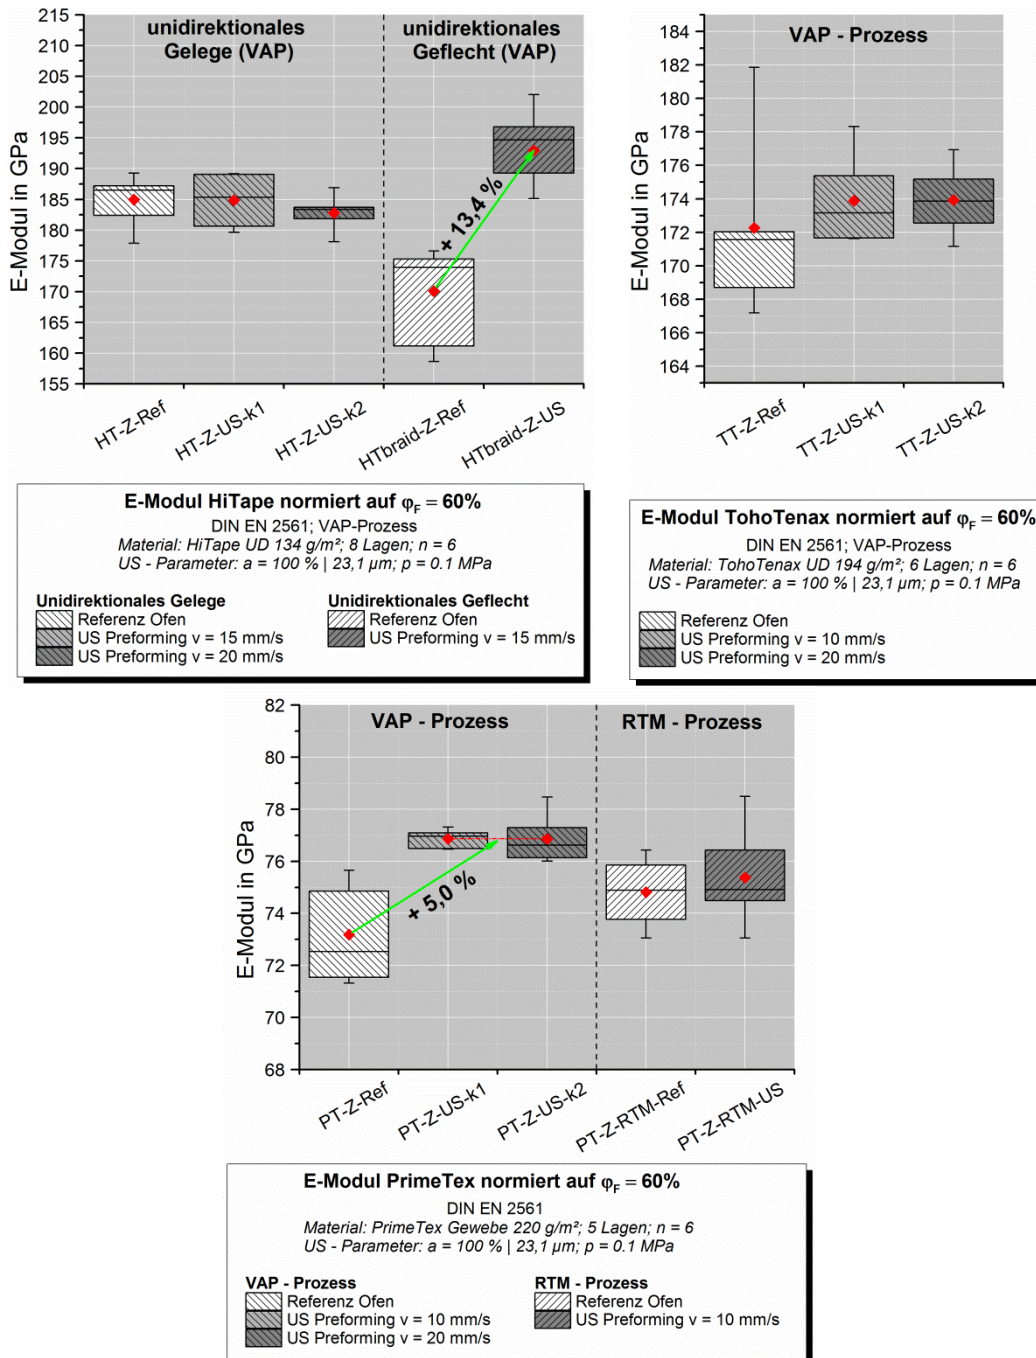 unidirektionales
Gelege (VAP)
unidirektionales
Geflecht (VAP)
E-Modul in GPa
215
210
205
200
195
190
185
180
175
170
165
160
155
+ 13,4 %
HT-Z-Ref
HT-Z-US-k1
HT-Z-US-k2
HTbraid-Z-Ref
HTbraid-Z-US
E-Modul HiTape normiert auf φF = 60%
DIN EN 2561; VAP-Prozess
Material: HiTape UD 134 g/m²; 8 Lagen; n = 6
US - Parameter: a = 100 % | 23,1 µm; p = 0.1 MPa
Unidirektionales Gelege
Referenz Ofen
US Preforming v = 15 mm/s
US Preforming v = 20 mm/s
Unidirektionales Geflecht
Referenz Ofen
US Preforming v = 15 mm/s
VAP - Prozess
E-Modul in GPa
184
182
180
178
176
174
172
170
168
166
164
TT-Z-Ref
TT-Z-US-k1
TT-Z-US-k2
E-Modul TohoTenax normiert auf φF = 60%
DIN EN 2561; VAP-Prozess
Material: TohoTenax UD 194 g/m²; 6 Lagen; n = 6
US - Parameter: a = 100 % | 23,1 µm; p = 0.1 MPa
Referenz Ofen
US Preforming v = 10 mm/s
US Preforming v = 20 mm/s
VAP - Prozess
RTM - Prozess
E-Modul in GPa
82
80
78
76
74
72
70
68
+ 5,0 %
PT-Z-Ref
PT-Z-US-k1
PT-Z-US-k2
PT-Z-RTM-Ref
PT-Z-RTM-US
E-Modul PrimeTex normiert auf φF = 60%
DIN EN 2561
Material: PrimeTex Gewebe 220 g/m²; 5 Lagen; n = 6
US - Parameter: a = 100 % | 23,1 µm; p = 0.1 MPa
VAP - Prozess
Referenz Ofen
US Preforming v = 10 mm/s
US Preforming v = 20 mm/s
RTM - Prozess
Referenz Ofen
US Preforming v = 10 mm/s